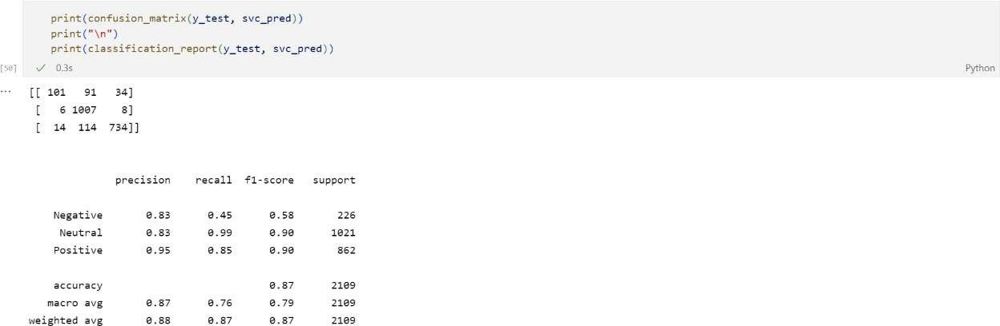 print(confusion_matrix(y_test, svc_pred))
print("\n")
print(classification_report(y_test, svc_pred))
[50] 0.3s Python
... [[ 101 91 34]
[ 6 1007 8]
[ 14 114 734]]
precision recall f1-score support
Negative 0.83 0.45 0.58 226
Neutral 0.83 0.99 0.90 1021
Positive 0.95 0.85 0.90 862
accuracy 0.87 2109
macro avg 0.87 0.76 0.79 2109
weighted avg 0.88 0.87 0.87 2109